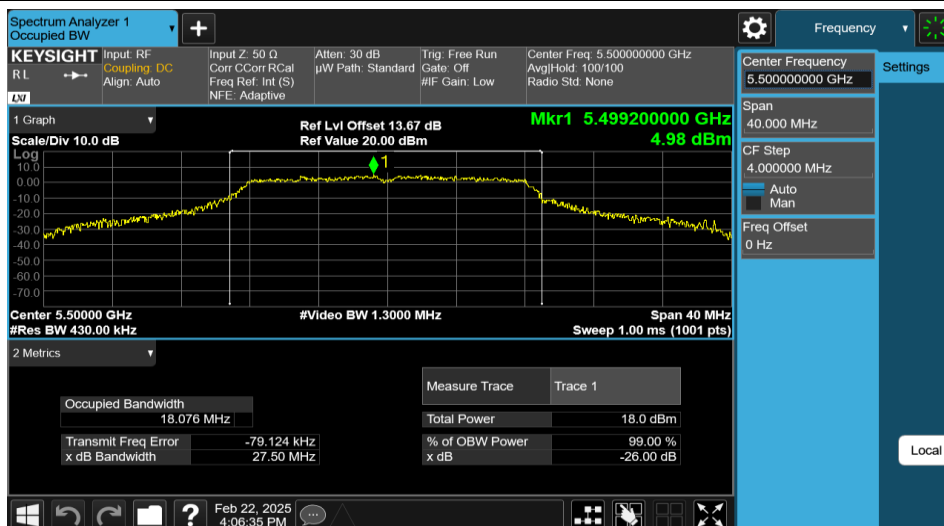 Spectrum Analyzer 1
Occupied BW
+
Frequency
KEYSIGHT
RL
LXI
Input: RF
Coupling: DC
Align: Auto
Input Z: 50 Ω
Corr CCorr RCal
Freq Ref: Int (S)
NFE: Adaptive
Atten: 30 dB
µW Path: Standard
Trig: Free Run
Gate: Off
#IF Gain: Low
Center Freq: 5.500000000 GHz
Avg|Hold: 100/100
Radio Std: None
Center Frequency
5.500000000 GHz
Settings
Span
40.000 MHz
CF Step
4.000000 MHz
Auto
Man
Freq Offset
0 Hz
Local
1 Graph
Scale/Div 10.0 dB
Ref Lvl Offset 13.67 dB
Ref Value 20.00 dBm
Mkr1 5.499200000 GHz
4.98 dBm
Log
10.0
0.00
-10.0
-20.0
-30.0
-40.0
-50.0
-60.0
-70.0
1
Center 5.50000 GHz
#Res BW 430.00 kHz
#Video BW 1.3000 MHz
Span 40 MHz
Sweep 1.00 ms (1001 pts)
2 Metrics
Measure Trace Trace 1
Occupied Bandwidth
18.076 MHz
Total Power 18.0 dBm
Transmit Freq Error -79.124 kHz
% of OBW Power 99.00 %
x dB Bandwidth 27.50 MHz
x dB -26.00 dB
?
Feb 22, 2025
4:06:35 PM